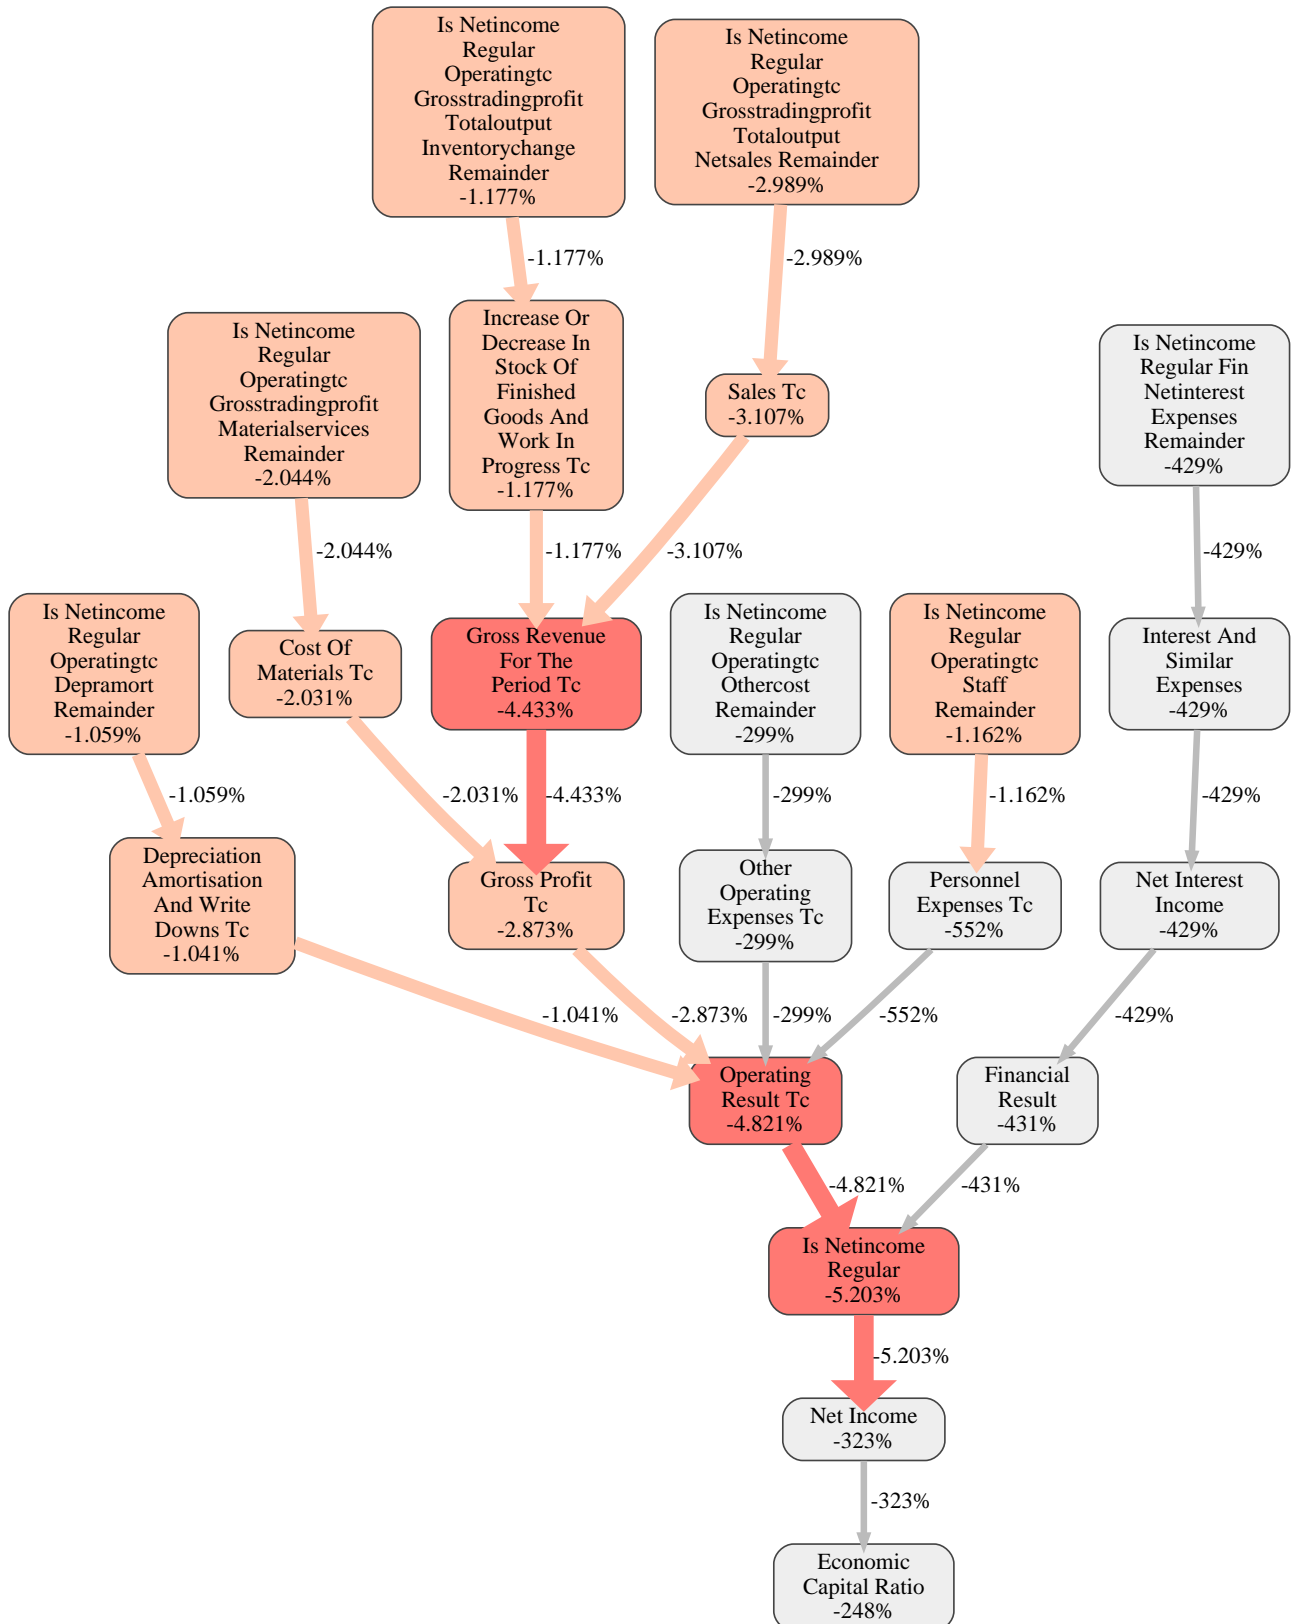 Is Netincome
Regular
Operatingtc
Grosstradingprofit
Totaloutput
Inventorychange
Remainder
-1.177%
Is Netincome
Regular
Operatingtc
Grosstradingprofit
Totaloutput
Netsales Remainder
-2.989%
-1.177%
-2.989%
Is Netincome
Regular
Operatingtc
Grosstradingprofit
Materialservices
Remainder
-2.044%
Increase Or
Decrease In
Stock Of
Finished
Goods And
Work In
Progress Tc
-1.177%
Sales Tc
-3.107%
Is Netincome
Regular Fin
Netinterest
Expenses
Remainder
-429%
-2.044%
-1.177%
-3.107%
-429%
Is Netincome
Regular
Operatingtc
Depramort
Remainder
-1.059%
Cost Of
Materials Tc
-2.031%
Gross Revenue
For The
Period Tc
-4.433%
Is Netincome
Regular
Operatingtc
Othercost
Remainder
-299%
Is Netincome
Regular
Operatingtc
Staff
Remainder
-1.162%
Interest And
Similar
Expenses
-429%
-1.059%
-2.031%
-4.433%
-299%
-1.162%
-429%
Depreciation
Amortisation
And Write
Downs Tc
-1.041%
Gross Profit
Tc
-2.873%
Other
Operating
Expenses Tc
-299%
Personnel
Expenses Tc
-552%
Net Interest
Income
-429%
-1.041%
-2.873%
-299%
-552%
-429%
Operating
Result Tc
-4.821%
Financial
Result
-431%
-4.821%
-431%
Is Netincome
Regular
-5.203%
-5.203%
Net Income
-323%
-323%
Economic
Capital Ratio
-248%